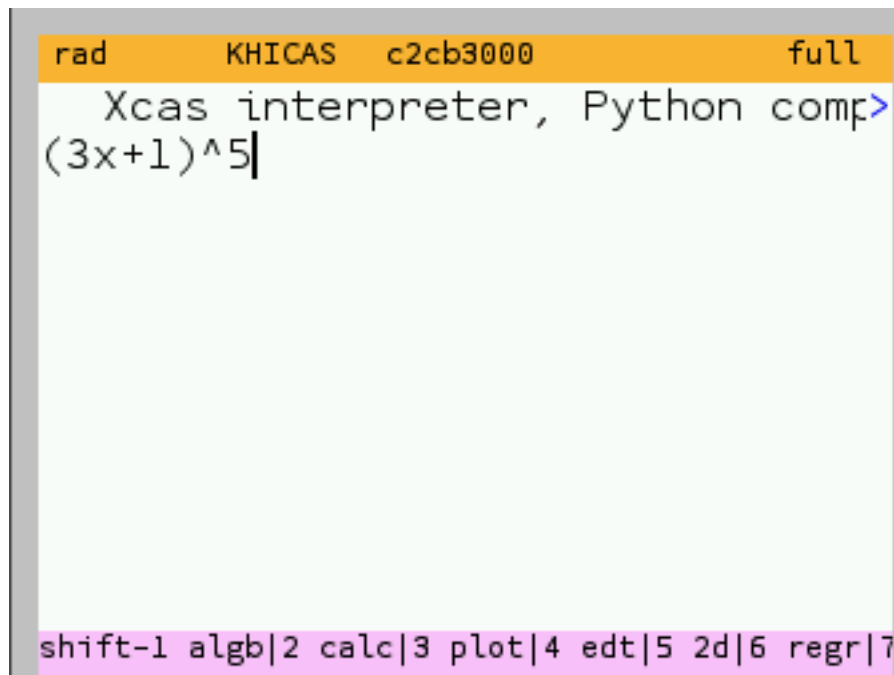 rad KHICAS c2cb3000 full
Xcas interpreter, Python comp>
(3x+1)^5
shift-1 algb|2 calc|3 plot|4 edt|5 2d|6 regr|7